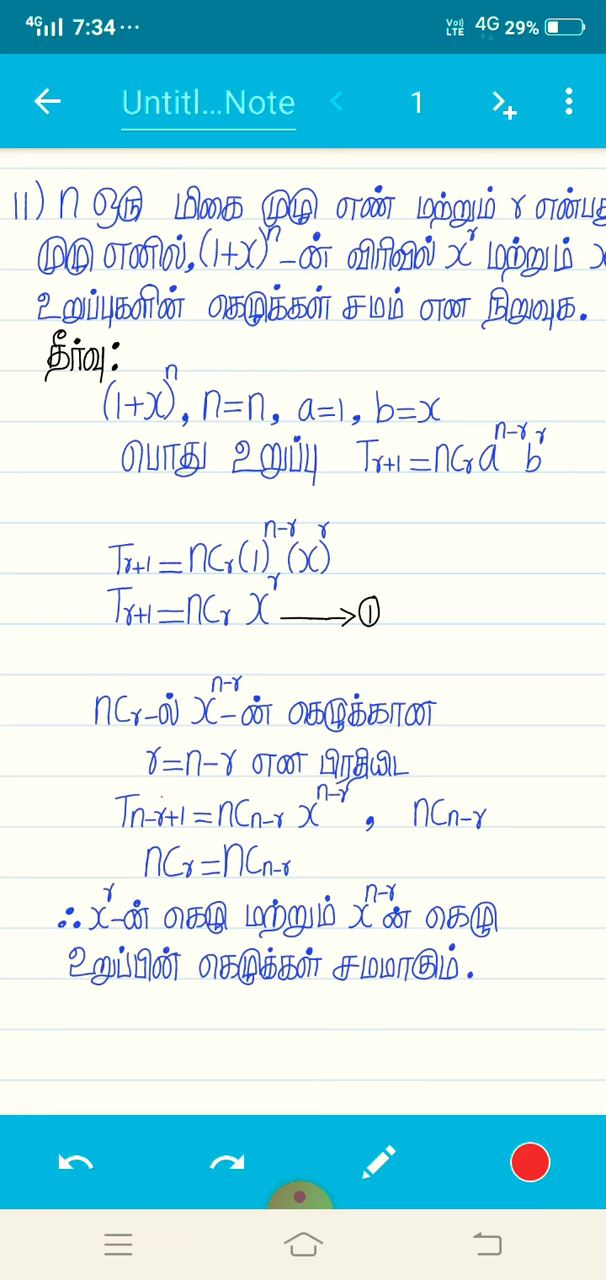 4G 7:34 ...
Vo)) LTE 4G 29%
Untitl...Note 1
11) n ஒரு மிகை முழு எண் மற்றும் r என்பத
முழு எனில், (1+x)ⁿ-ன் விரிவில் xʳ மற்றும் x
உறுப்புகளின் கெழுக்கள் சமம் என நிறுவுக.
தீர்வு:
(1+x)ⁿ, n=n, a=1, b=x
பொது உறுப்பு Tr+1 = nCr aⁿ⁻ʳ bʳ
Tr+1 = nCr (1)ⁿ⁻ʳ (x)ʳ
Tr+1 = nCr xʳ ⟶ ①
nCr-ல் xⁿ⁻ʳ-ன் கெழுக்கான
r=n-r என பிரதியிட
Tn-r+1 = nCn-r xⁿ⁻ʳ , nCn-r
nCr = nCn-r
∴ xʳ-ன் கெழு மற்றும் xⁿ⁻ʳன் கெழு
உறுப்பின் கெழுக்கள் சமமாகும்.